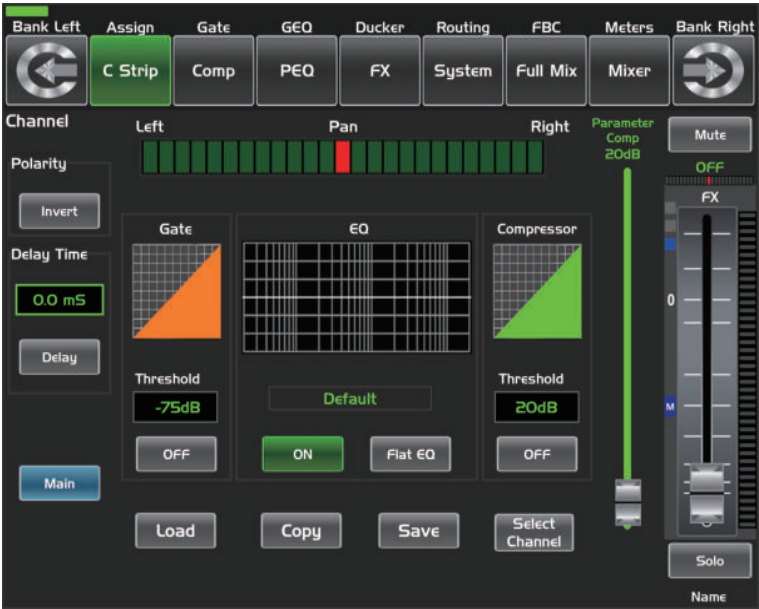 Bank Left Assign Gate GEQ Ducker Routing FBC Meters Bank Right
C Strip Comp PEQ FX System Full Mix Mixer
Channel
Left Pan Right
Parameter
Comp
20dB
Mute
OFF
FX
Polarity
Invert
Delay Time
0.0 mS
Delay
Main
Gate
Threshold
-75dB
OFF
EQ
Default
ON Flat EQ
Compressor
Threshold
20dB
OFF
0
M
Load Copy Save Select
Channel
Solo
Name